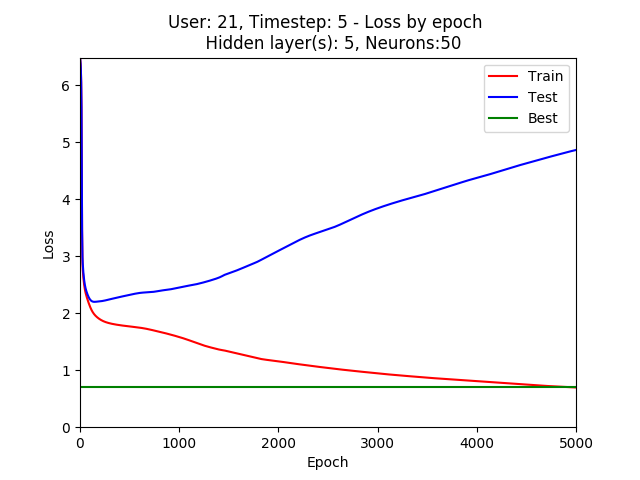 User: 21, Timestep: 5 - Loss by epoch
Hidden layer(s): 5, Neurons:50
Train
Test
Best
6
5
4
3
2
1
0
Loss
0 1000 2000 3000 4000 5000
Epoch